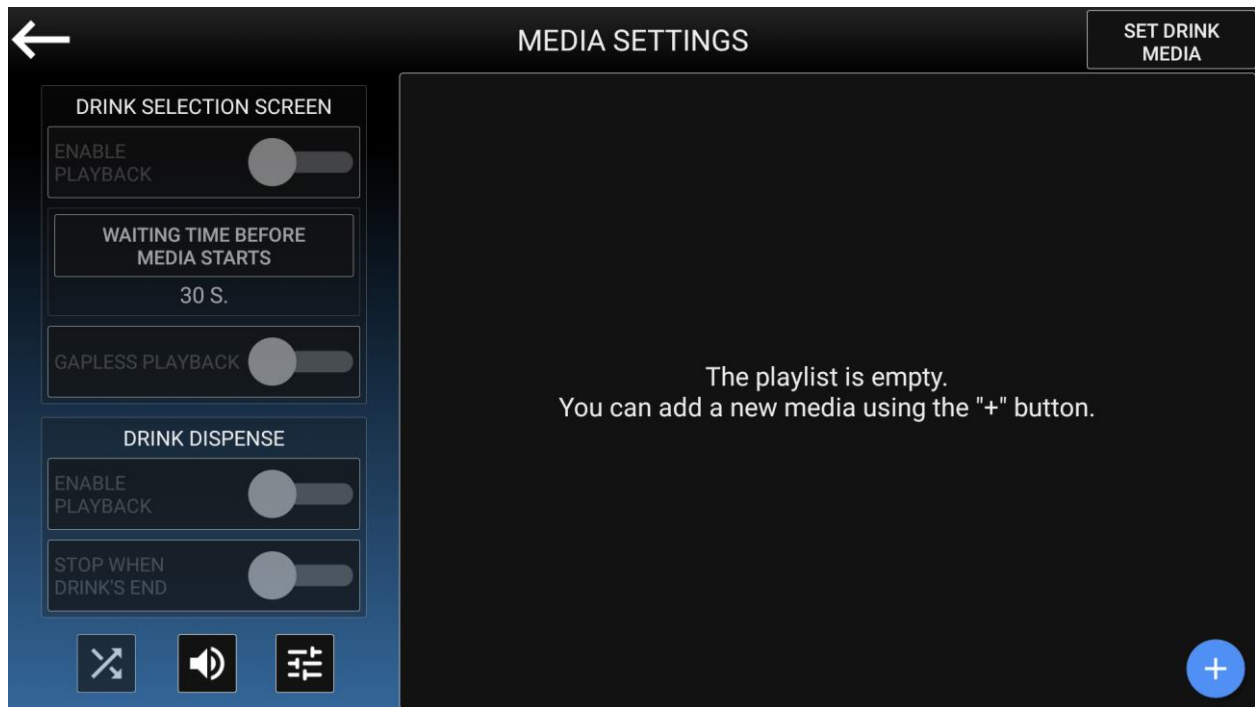 MEDIA SETTINGS
SET DRINK
MEDIA
DRINK SELECTION SCREEN
ENABLE
PLAYBACK
WAITING TIME BEFORE
MEDIA STARTS
30 S.
GAPLESS PLAYBACK
DRINK DISPENSE
ENABLE
PLAYBACK
STOP WHEN
DRINK'S END
The playlist is empty.
You can add a new media using the "+" button.
+